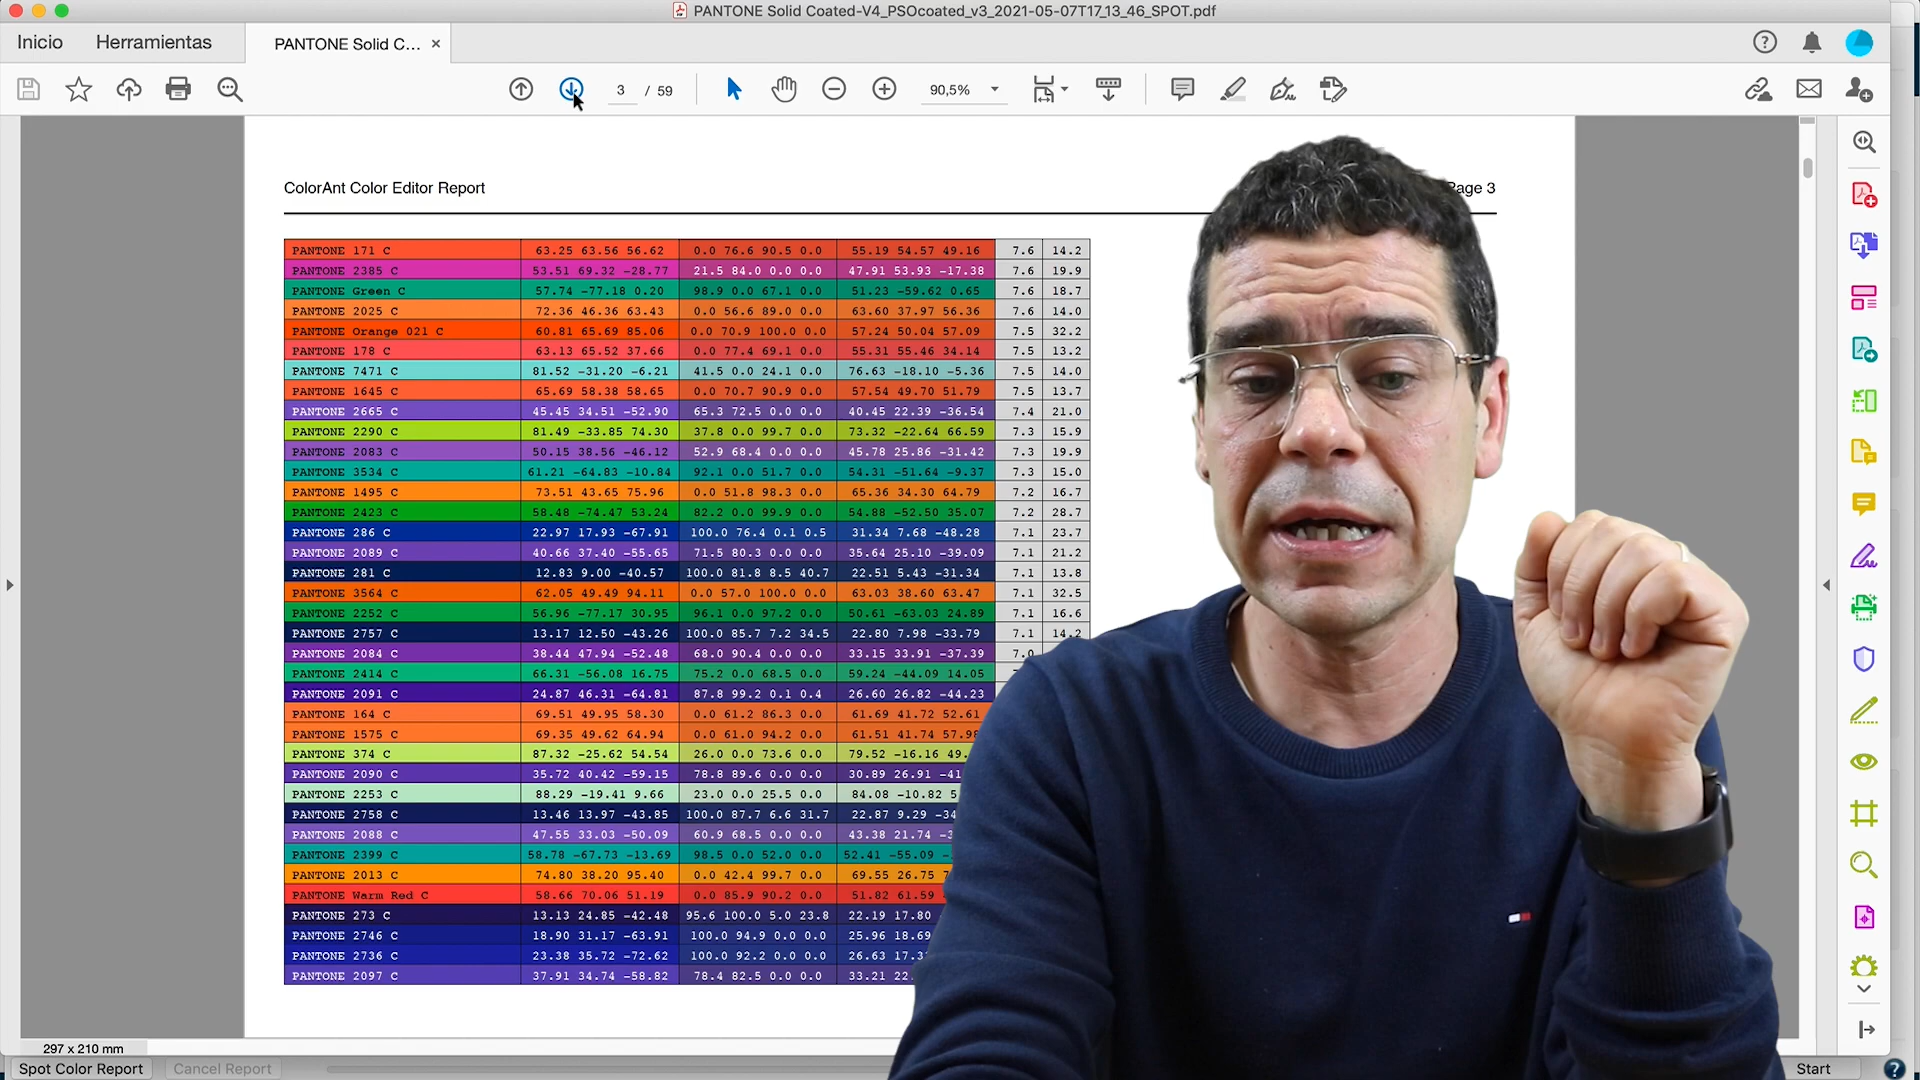 PANTONE Solid Coated-V4_PSOcoated_v3_2021-05-07T17_13_46_SPOT.pdf
Inicio Herramientas PANTONE Solid C... ×
3 / 59 90,5%
ColorAnt Color Editor Report age 3
PANTONE 171 C 63.25 63.56 56.62 0.0 76.6 90.5 0.0 55.19 54.57 49.16 7.6 14.2
PANTONE 2385 C 53.51 69.32 -28.77 21.5 84.0 0.0 0.0 47.91 53.93 -17.38 7.6 19.9
PANTONE Green C 57.74 -77.18 0.20 98.9 0.0 67.1 0.0 51.23 -59.62 0.65 7.6 18.7
PANTONE 2025 C 72.36 46.36 63.43 0.0 56.6 89.0 0.0 63.60 37.97 56.36 7.6 14.0
PANTONE Orange 021 C 60.81 65.69 85.06 0.0 70.9 100.0 0.0 57.24 50.04 57.09 7.5 32.2
PANTONE 178 C 63.13 65.52 37.66 0.0 77.4 69.1 0.0 55.31 55.46 34.14 7.5 13.2
PANTONE 7471 C 81.52 -31.20 -6.21 41.5 0.0 24.1 0.0 76.63 -18.10 -5.36 7.5 14.0
PANTONE 1645 C 65.69 58.38 58.65 0.0 70.7 90.9 0.0 57.54 49.70 51.79 7.5 13.7
PANTONE 2665 C 45.45 34.51 -52.90 65.3 72.5 0.0 0.0 40.45 22.39 -36.54 7.4 21.0
PANTONE 2290 C 81.49 -33.85 74.30 37.8 0.0 99.7 0.0 73.32 -22.64 66.59 7.3 15.9
PANTONE 2083 C 50.15 38.56 -46.12 52.9 68.4 0.0 0.0 45.78 25.86 -31.42 7.3 19.9
PANTONE 3534 C 61.21 -64.83 -10.84 92.1 0.0 51.7 0.0 54.31 -51.64 -9.37 7.3 15.0
PANTONE 1495 C 73.51 43.65 75.96 0.0 51.8 98.3 0.0 65.36 34.30 64.79 7.2 16.7
PANTONE 2423 C 58.48 -74.47 53.24 82.2 0.0 99.9 0.0 54.88 -52.50 35.07 7.2 28.7
PANTONE 286 C 22.97 17.93 -67.91 100.0 76.4 0.1 0.5 31.34 7.68 -48.28 7.1 23.7
PANTONE 2089 C 40.66 37.40 -55.65 71.5 80.3 0.0 0.0 35.64 25.10 -39.09 7.1 21.2
PANTONE 281 C 12.83 9.00 -40.57 100.0 81.8 8.5 40.7 22.51 5.43 -31.34 7.1 13.8
PANTONE 3564 C 62.05 49.49 94.11 0.0 57.0 100.0 0.0 63.03 38.60 63.47 7.1 32.5
PANTONE 2252 C 56.96 -77.17 30.95 96.1 0.0 97.2 0.0 50.61 -63.03 24.89 7.1 16.6
PANTONE 2757 C 13.17 12.50 -43.26 100.0 85.7 7.2 34.5 22.80 7.98 -33.79 7.1 14.2
PANTONE 2084 C 38.44 47.94 -52.48 68.0 90.4 0.0 0.0 33.15 33.91 -37.39 7.0
PANTONE 2414 C 66.31 -56.08 16.75 75.2 0.0 68.5 0.0 59.24 -44.09 14.05
PANTONE 2091 C 24.87 46.31 -64.81 87.8 99.2 0.1 0.4 26.60 26.82 -44.23
PANTONE 164 C 69.51 49.95 58.30 0.0 61.2 86.3 0.0 61.69 41.72 52.61
PANTONE 1575 C 69.35 49.62 64.94 0.0 61.0 94.2 0.0 61.51 41.74 57.98
PANTONE 374 C 87.32 -25.62 54.54 26.0 0.0 73.6 0.0 79.52 -16.16 49.
PANTONE 2090 C 35.72 40.42 -59.15 78.8 89.6 0.0 0.0 30.89 26.91 -41
PANTONE 2253 C 88.29 -19.41 9.66 23.0 0.0 25.5 0.0 84.08 -10.82 5
PANTONE 2758 C 13.46 13.97 -43.85 100.0 87.7 6.6 31.7 22.87 9.29 -34
PANTONE 2088 C 47.55 33.03 -50.09 60.9 68.5 0.0 0.0 43.38 21.74 -3
PANTONE 2399 C 58.78 -67.73 -13.69 98.5 0.0 52.0 0.0 52.41 -55.09 -
PANTONE 2013 C 74.80 38.20 95.40 0.0 42.4 99.7 0.0 69.55 26.75 7
PANTONE Warm Red C 58.66 70.06 51.19 0.0 85.9 90.2 0.0 51.82 61.59
PANTONE 273 C 13.13 24.85 -42.48 95.6 100.0 5.0 23.8 22.19 17.80
PANTONE 2746 C 18.90 31.17 -63.91 100.0 94.9 0.0 0.0 25.96 18.69
PANTONE 2736 C 23.38 35.72 -72.62 100.0 92.2 0.0 0.0 26.63 17.3
PANTONE 2097 C 37.91 34.74 -58.82 78.4 82.5 0.0 0.0 33.21 22.
297 x 210 mm
Spot Color Report Cancel Report Start ?